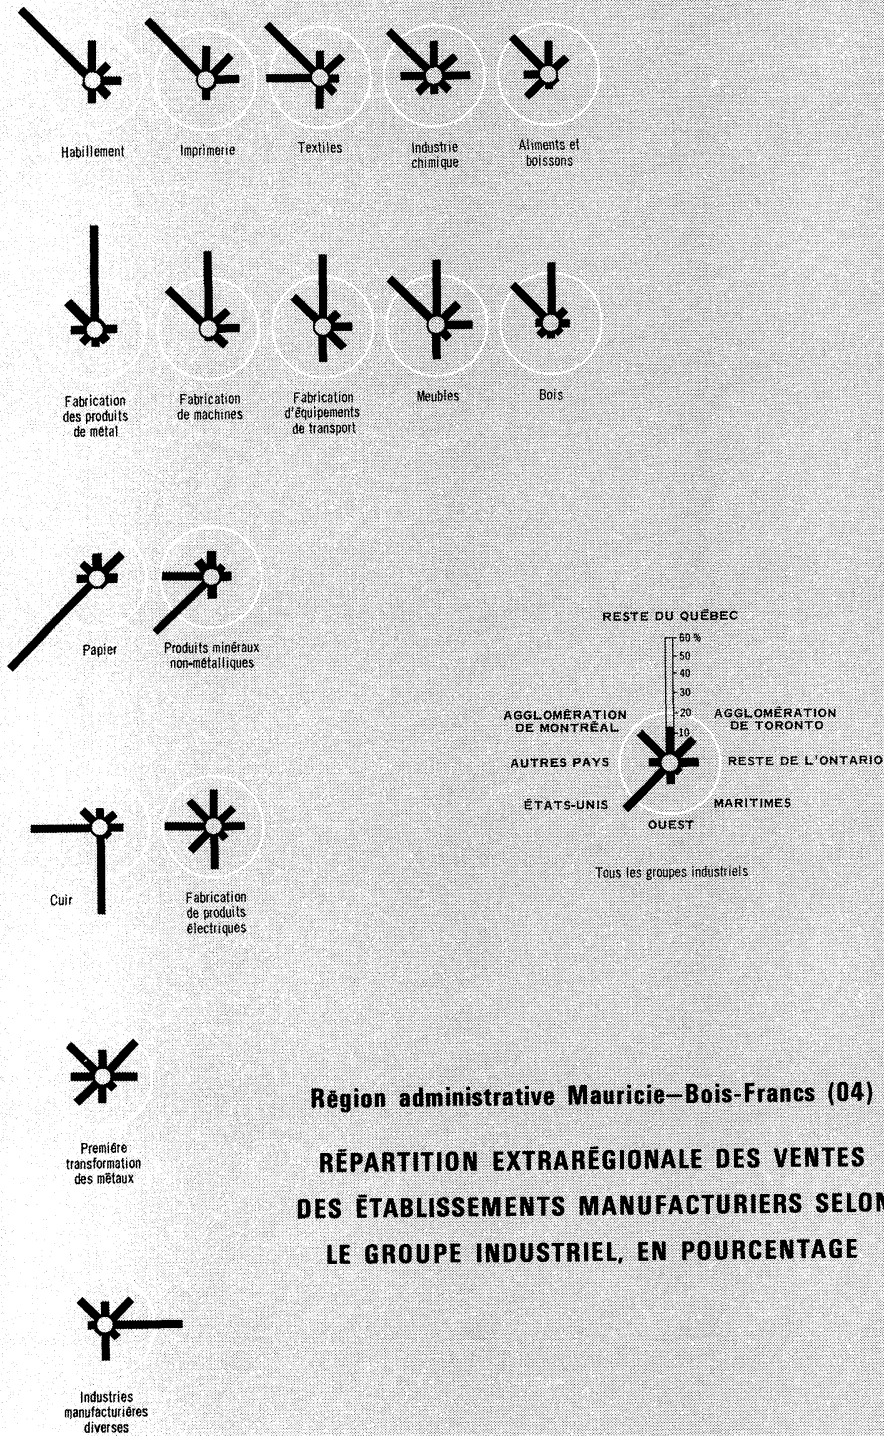 Habillement
Imprimerie
Textiles
Industrie
chimique
Aliments et
boissons
Fabrication
des produits
de métal
Fabrication
de machines
Fabrication
d'équipements
de transport
Meubles
Bois
Papier
Produits minéraux
non-métalliques
RESTE DU QUÉBEC
60 %
50
40
30
20
10
AGGLOMÉRATION
DE MONTRÉAL
AGGLOMÉRATION
DE TORONTO
AUTRES PAYS
RESTE DE L'ONTARIO
ÉTATS-UNIS
MARITIMES
OUEST
Tous les groupes industriels
Cuir
Fabrication
de produits
électriques
Première
transformation
des métaux
Région administrative Mauricie–Bois-Francs (04)
RÉPARTITION EXTRARÉGIONALE DES VENTES
DES ÉTABLISSEMENTS MANUFACTURIERS SELON
LE GROUPE INDUSTRIEL, EN POURCENTAGE
Industries
manufacturières
diverses